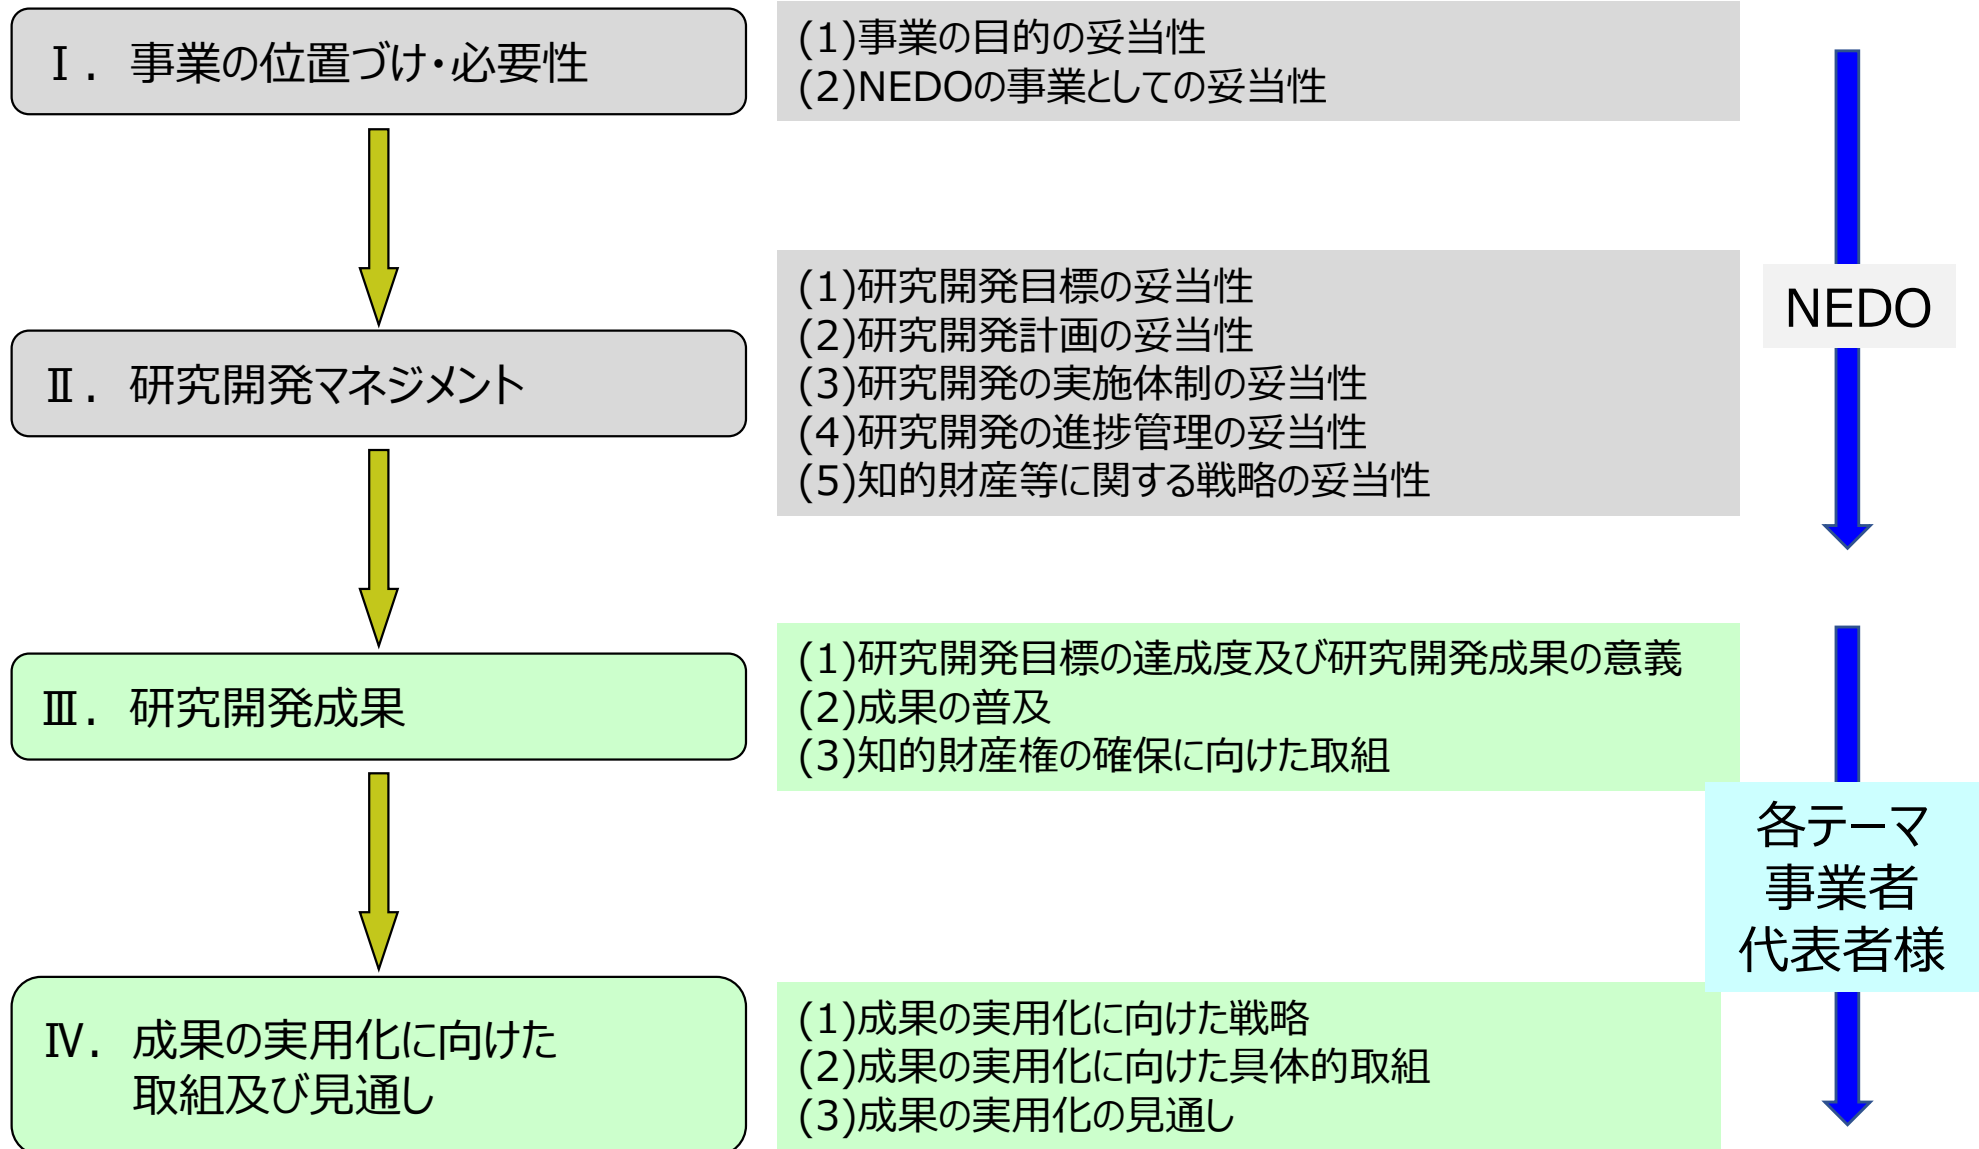 Ⅰ. 事業の位置づけ・必要性
(1)事業の目的の妥当性
(2)NEDOの事業としての妥当性
Ⅱ. 研究開発マネジメント
(1)研究開発目標の妥当性
(2)研究開発計画の妥当性
(3)研究開発の実施体制の妥当性
(4)研究開発の進捗管理の妥当性
(5)知的財産等に関する戦略の妥当性
NEDO
Ⅲ. 研究開発成果
(1)研究開発目標の達成度及び研究開発成果の意義
(2)成果の普及
(3)知的財産権の確保に向けた取組
各テーマ
事業者
代表者様
Ⅳ. 成果の実用化に向けた
取組及び見通し
(1)成果の実用化に向けた戦略
(2)成果の実用化に向けた具体的取組
(3)成果の実用化の見通し